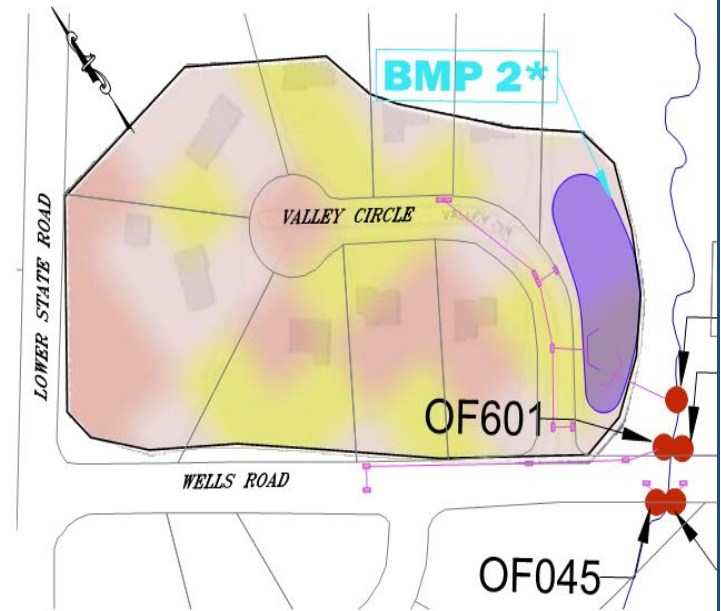 BMP 2*
VALLEY CIRCLE
LOWER STATE ROAD
OF601
WELLS ROAD
OF045